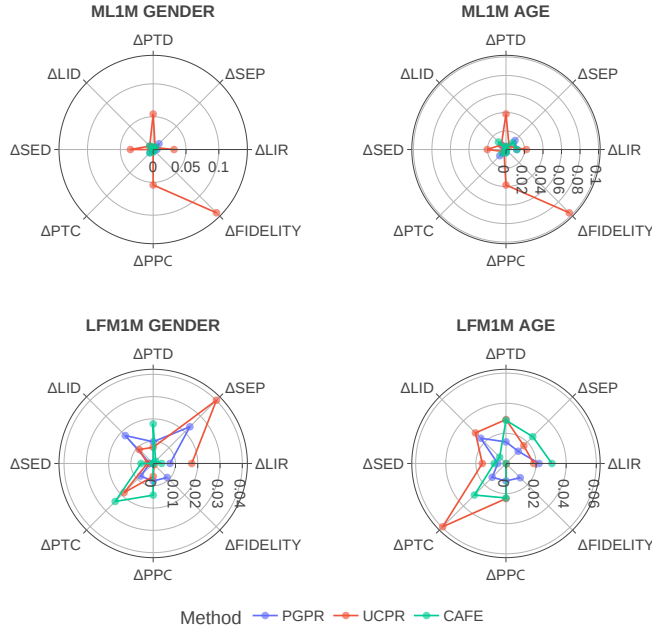 ML1M GENDER
ML1M AGE
ΔPTD
ΔLID
ΔSEP
ΔSED
ΔLIR
0
0.05
0.1
ΔPTC
ΔFIDELITY
ΔPPC
ΔPTD
ΔLID
ΔSEP
ΔSED
ΔLIR
0
0.02
0.04
0.06
0.08
0.1
ΔPTC
ΔFIDELITY
ΔPPC
LFM1M GENDER
LFM1M AGE
ΔPTD
ΔLID
ΔSEP
ΔSED
ΔLIR
0
0.01
0.02
0.03
0.04
ΔPTC
ΔFIDELITY
ΔPPC
ΔPTD
ΔLID
ΔSEP
ΔSED
ΔLIR
0
0.02
0.04
0.06
ΔPTC
ΔFIDELITY
ΔPPC
Method PGPR UCPR CAFE